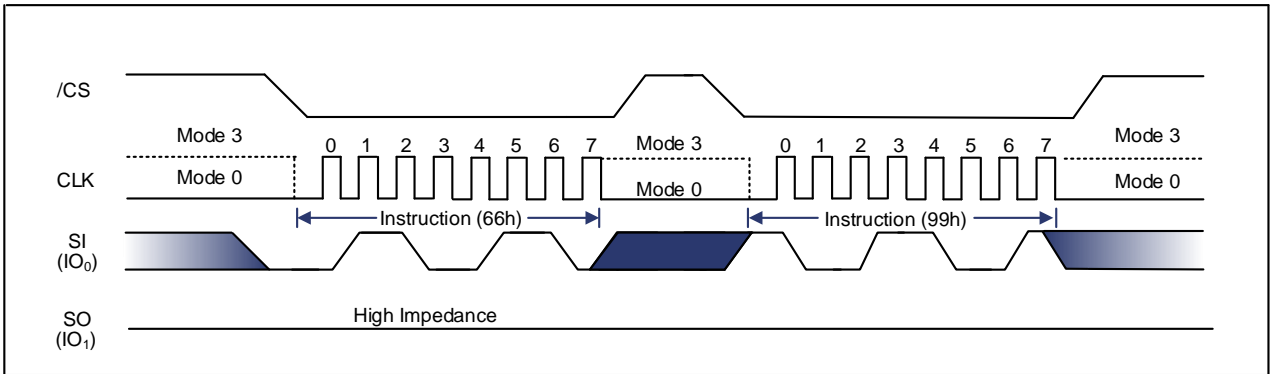 /CS
Mode 3 Mode 3 Mode 3
0 1 2 3 4 5 6 7 0 1 2 3 4 5 6 7
CLK Mode 0 Mode 0 Mode 0
Instruction (66h) Instruction (99h)
SI
(IO₀)
High Impedance
SO
(IO₁)